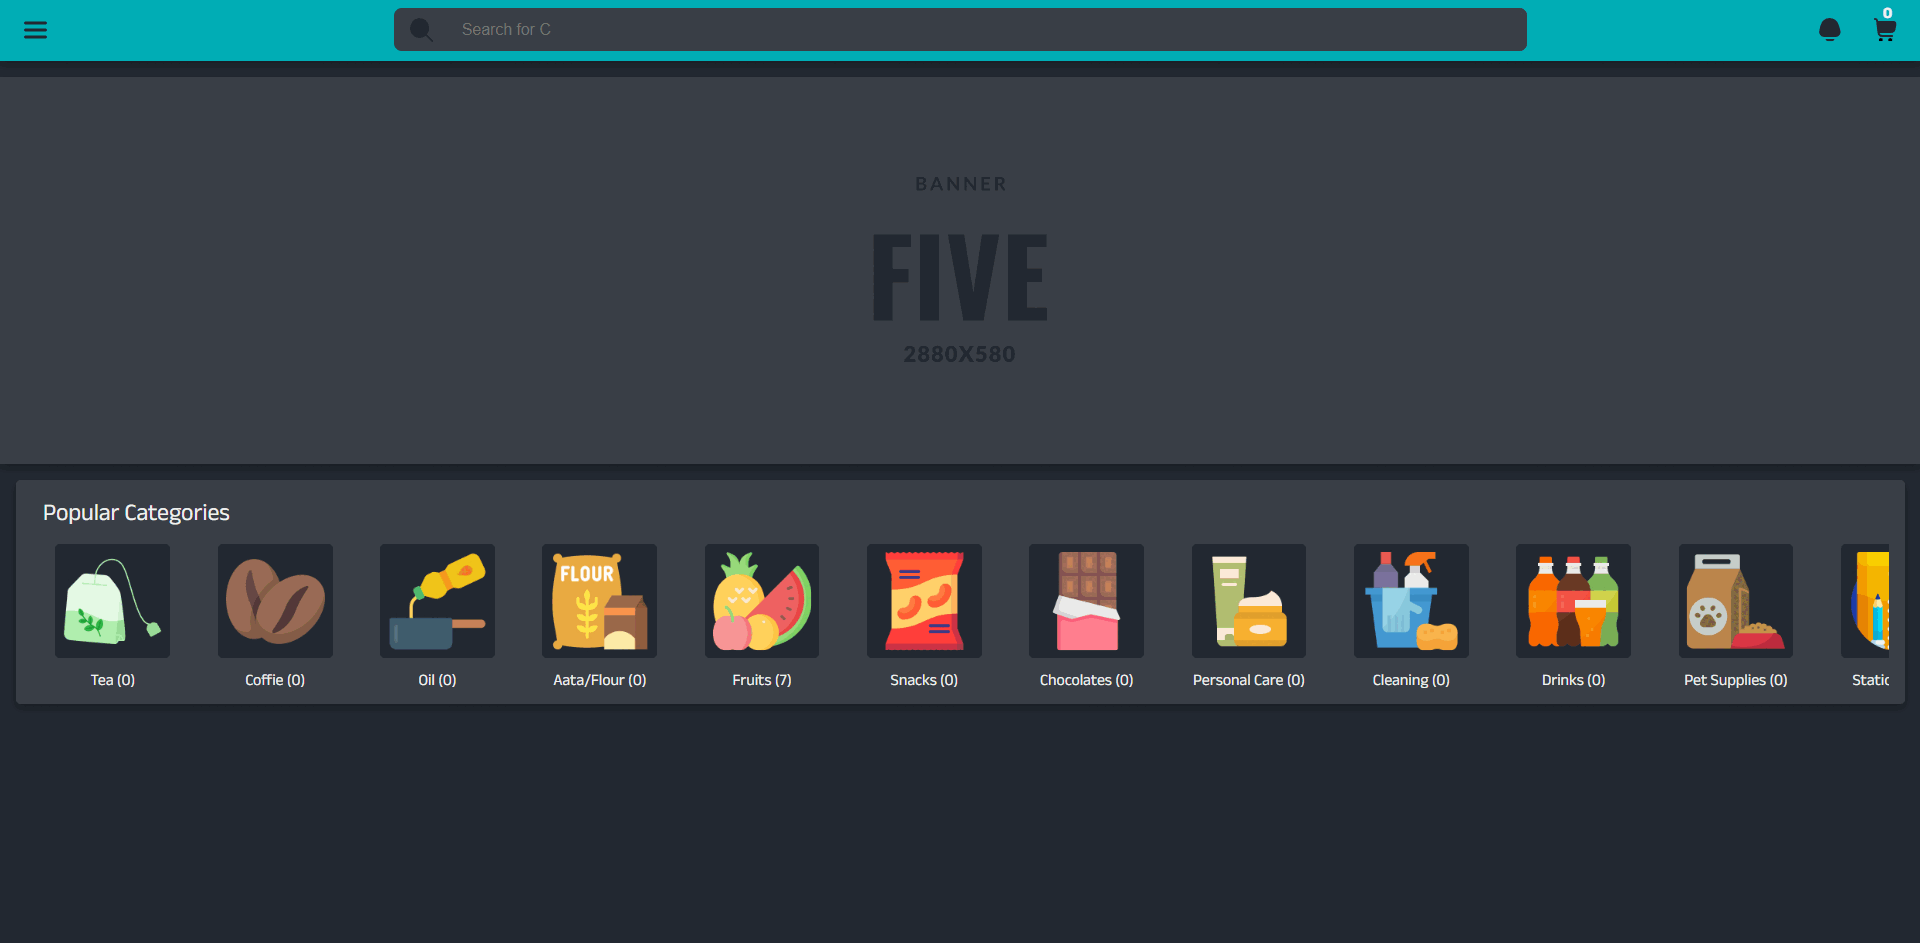 0
Search for C
BANNER
FIVE
2880X580
Popular Categories
FLOUR
Tea (0)
Coffie (0)
Oil (0)
Aata/Flour (0)
Fruits (7)
Snacks (0)
Chocolates (0)
Personal Care (0)
Cleaning (0)
Drinks (0)
Pet Supplies (0)
Static